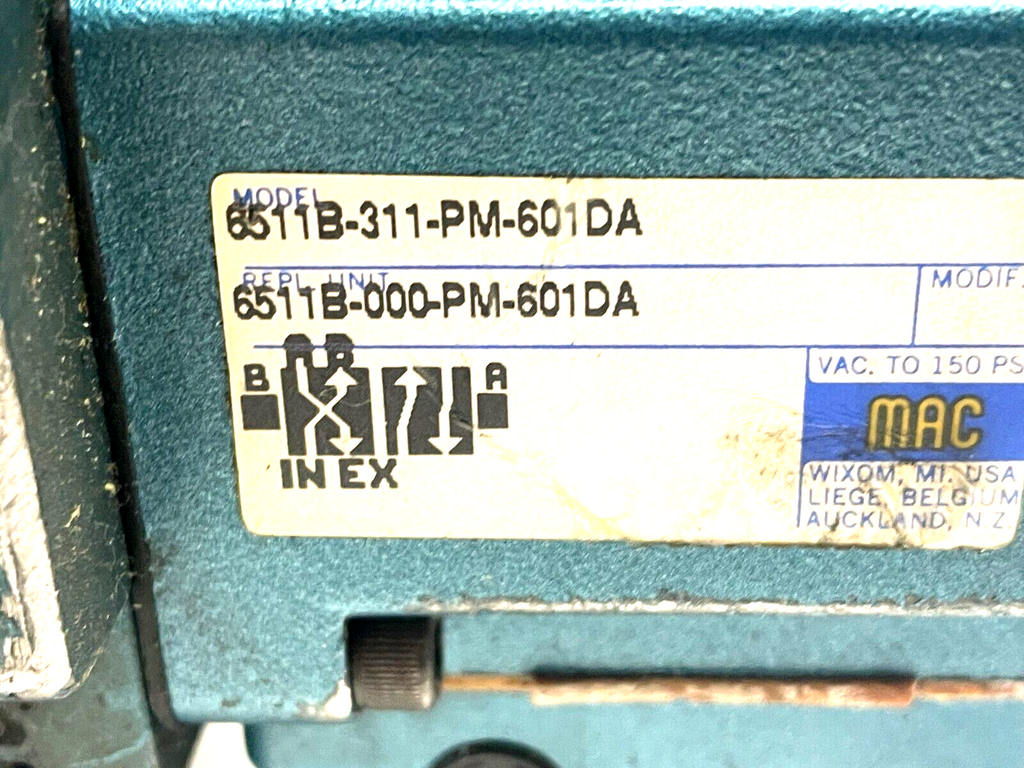 MODEL
6511B-311-PM-601DA
REPL. UNIT
6511B-000-PM-601DA
MODIF.
A B
B A
IN EX
VAC. TO 150 PS
MAC
WIXOM, MI. USA
LIEGE, BELGIUM
AUCKLAND, N.Z.